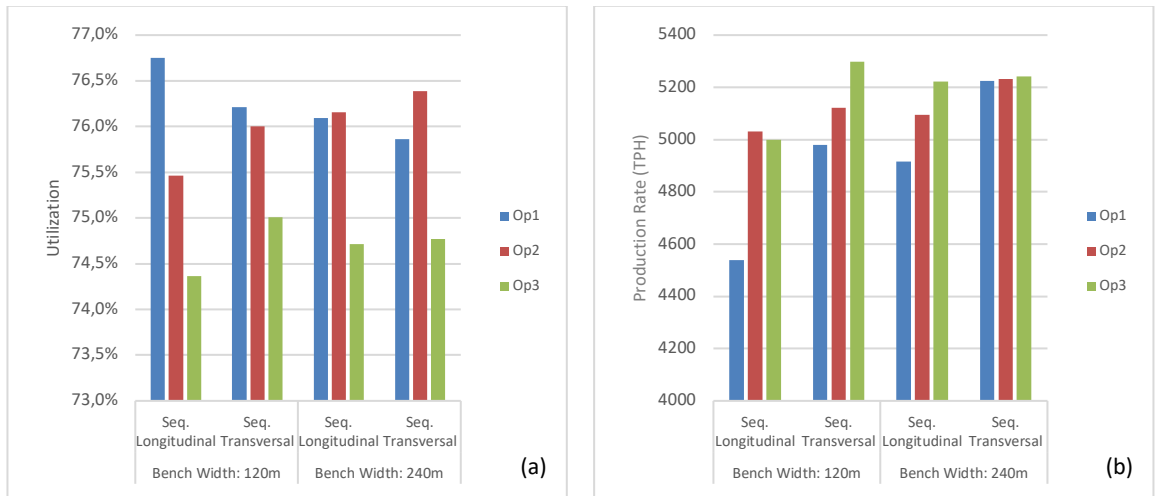 77,0%
76,5%
76,0%
75,5%
75,0%
74,5%
74,0%
73,5%
73,0%
Utilization
Seq.
Longitudinal
Seq.
Transversal
Seq.
Longitudinal
Seq.
Transversal
Bench Width: 120m
Bench Width: 240m
Op1
Op2
Op3
(a)
5400
5200
5000
4800
4600
4400
4200
4000
Production Rate (TPH)
Seq.
Longitudinal
Seq.
Transversal
Seq.
Longitudinal
Seq.
Transversal
Bench Width: 120m
Bench Width: 240m
Op1
Op2
Op3
(b)